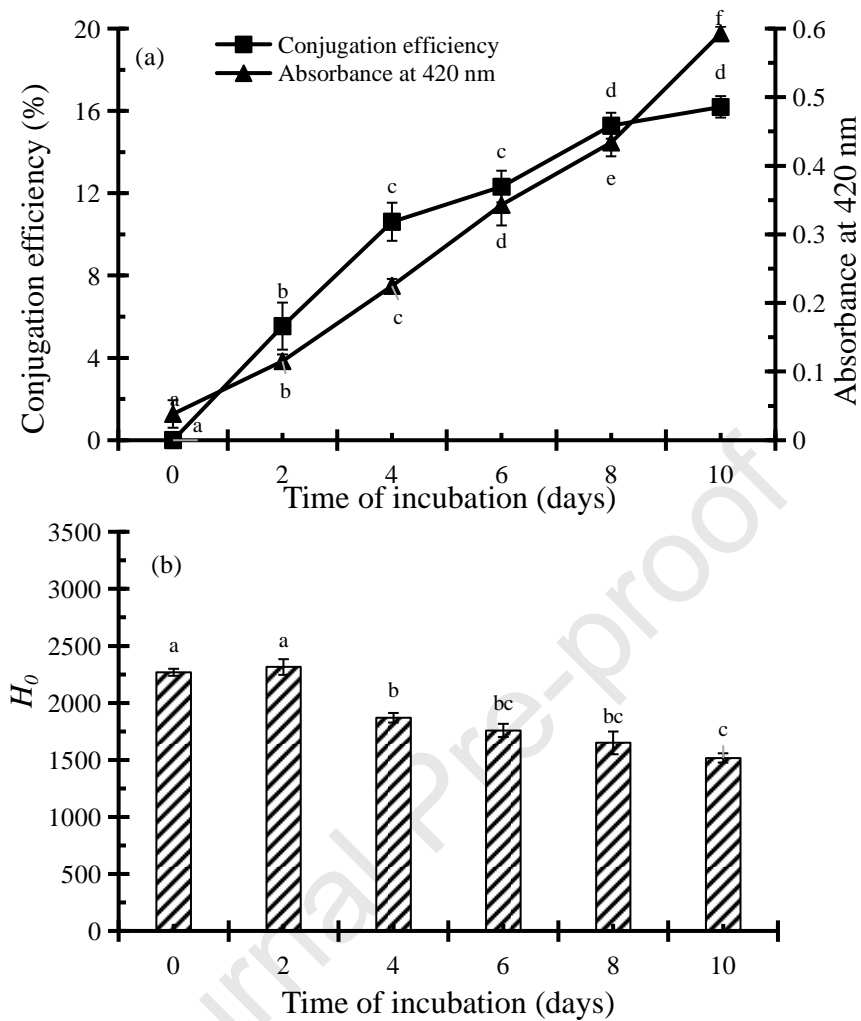 (a)
Conjugation efficiency
Absorbance at 420 nm
Conjugation efficiency (%)
20
16
12
8
4
0
Absorbance at 420 nm
0.6
0.5
0.4
0.3
0.2
0.1
0
a
a
b
b
c
c
c
d
d
e
f
d
0 2 4 6 8 10
Time of incubation (days)
(b)
H0
3500
3000
2500
2000
1500
1000
500
0
a a b bc bc c
0 2 4 6 8 10
Time of incubation (days)
urnal Pre-proof